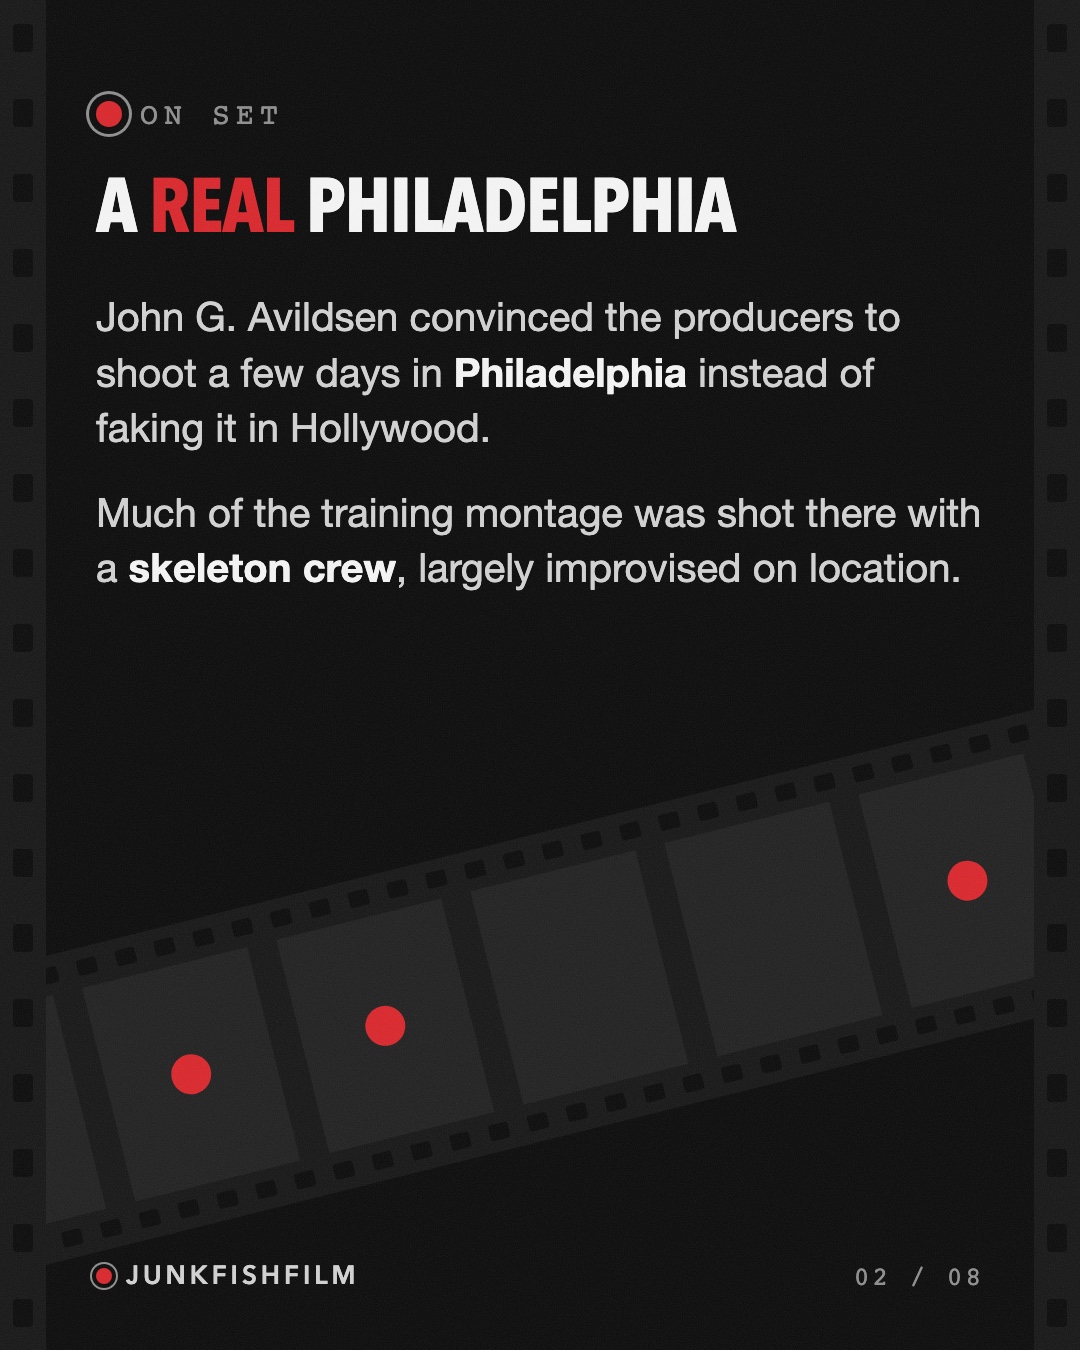 ON SET
A REAL PHILADELPHIA
John G. Avildsen convinced the producers to
shoot a few days in Philadelphia instead of
faking it in Hollywood.
Much of the training montage was shot there with
a skeleton crew, largely improvised on location.
JUNKFISHFILM
02 / 08